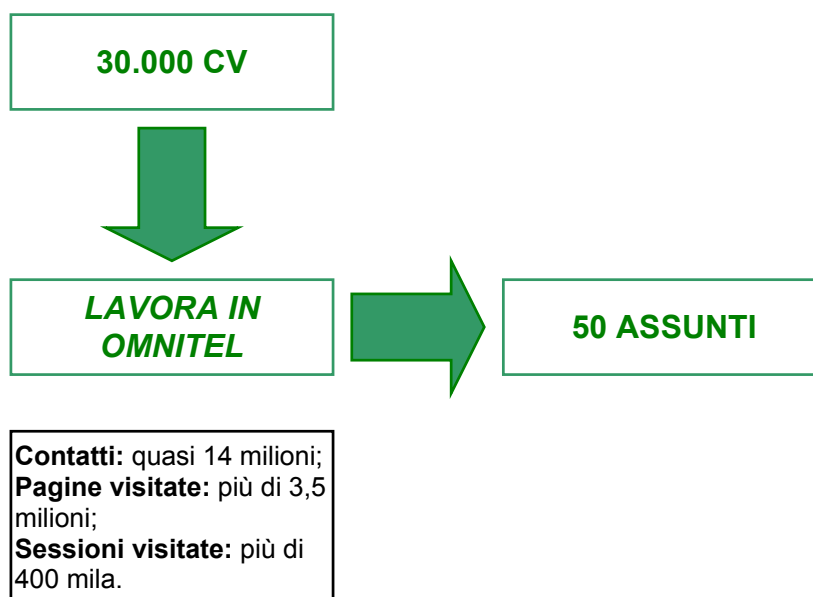 30.000 CV
LAVORA IN
OMNITEL
50 ASSUNTI
Contatti: quasi 14 milioni;
Pagine visitate: più di 3,5
milioni;
Sessioni visitate: più di
400 mila.